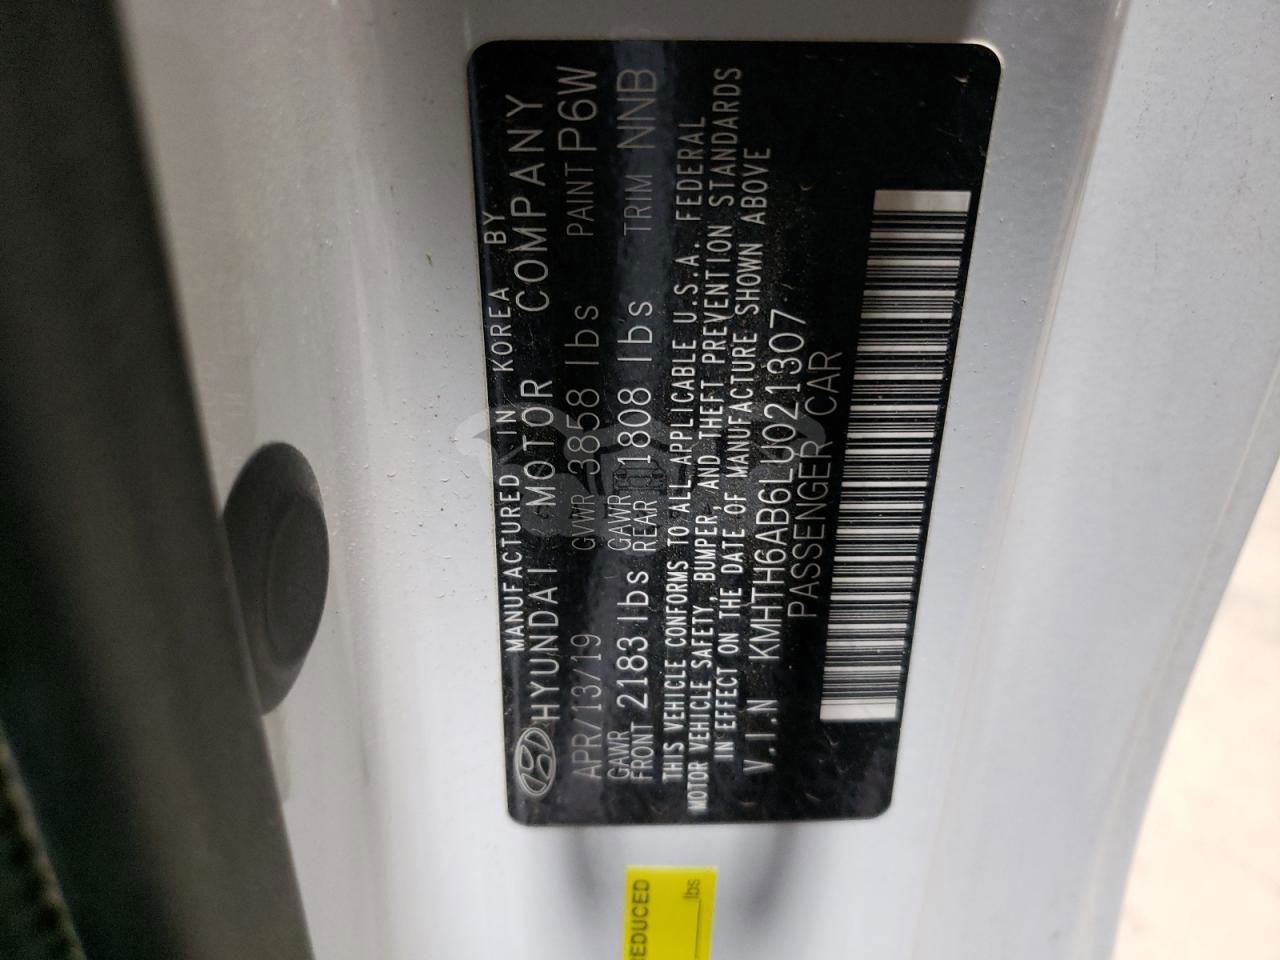 MANUFACTURED IN KOREA BY
HYUNDAI MOTOR COMPANY
APR/13/19 GVWR 3858 lbs PAINT P6W
GAWR FRONT 2183 lbs GAWR REAR 1808 lbs TRIM NNB
THIS VEHICLE CONFORMS TO ALL APPLICABLE U.S.A. FEDERAL
MOTOR VEHICLE SAFETY, BUMPER, AND THEFT PREVENTION STANDARDS
IN EFFECT ON THE DATE OF MANUFACTURE SHOWN ABOVE
V.I.N KMHTH6AB6LU021307
PASSENGER CAR
REDUCED
lbs